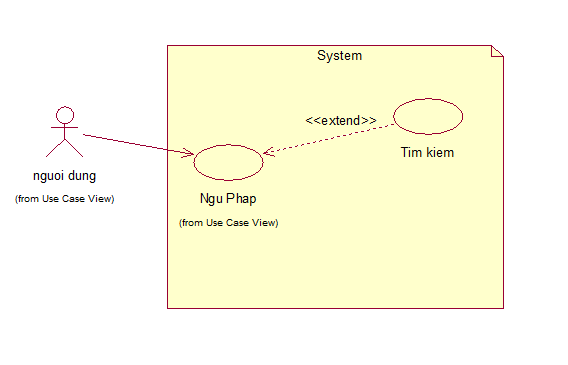 System
<<extend>>
Tim kiem
nguoi dung
(from Use Case View)
Ngu Phap
(from Use Case View)